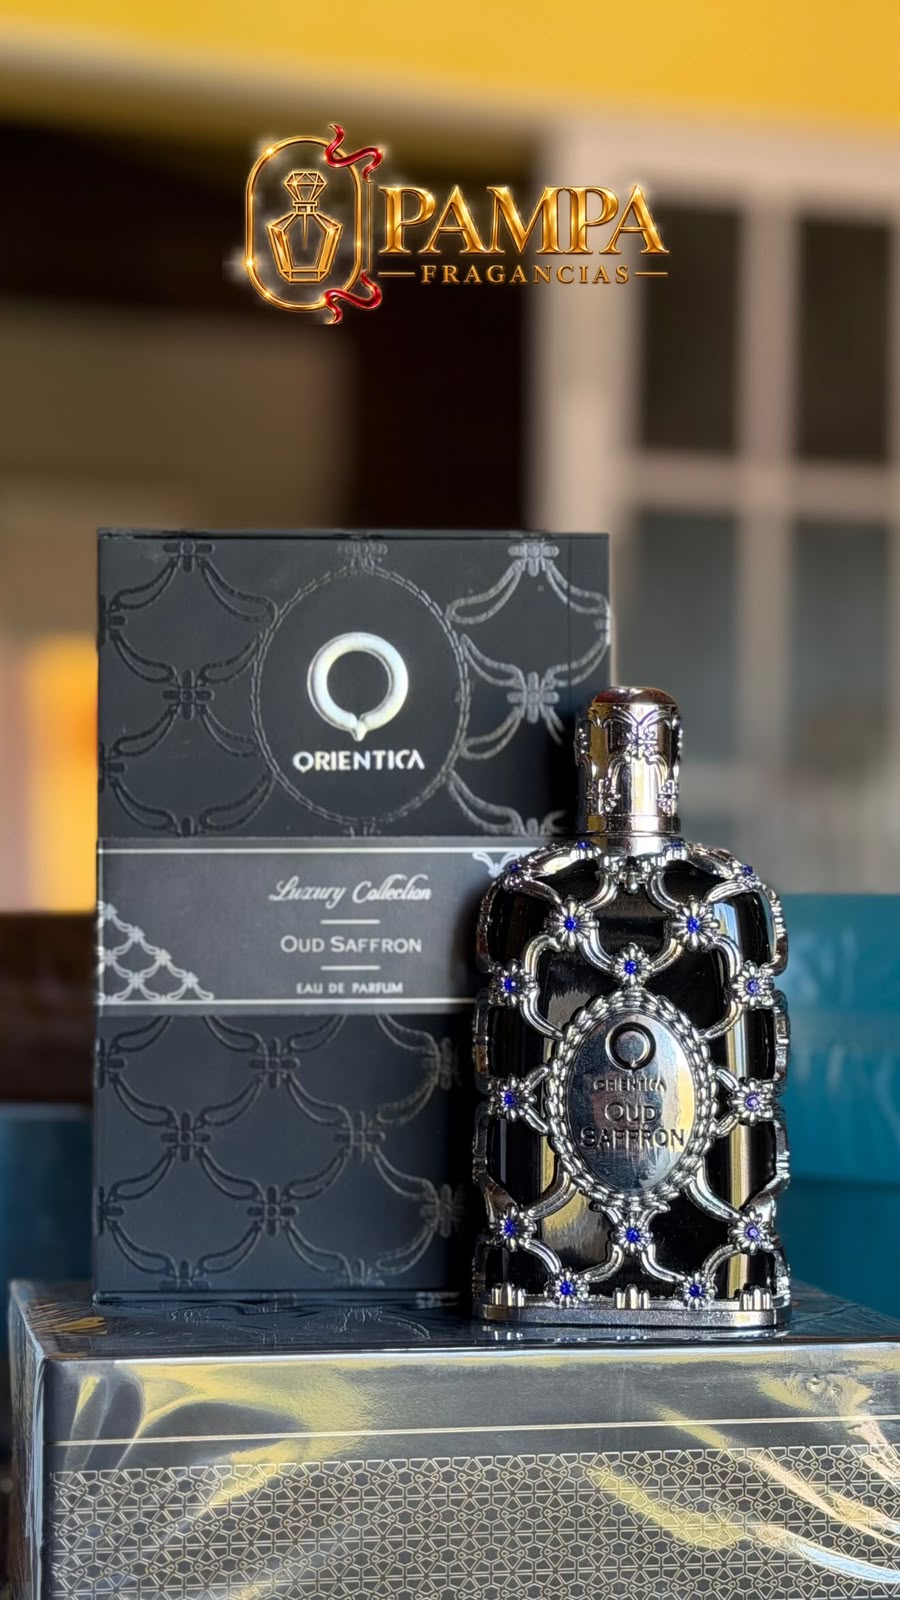 PAMPA
FRAGANCIAS
ORIENTICA
Luxury Collection
OUD SAFFRON
EAU DE PARFUM
ORIENTICA
OUD
SAFFRON